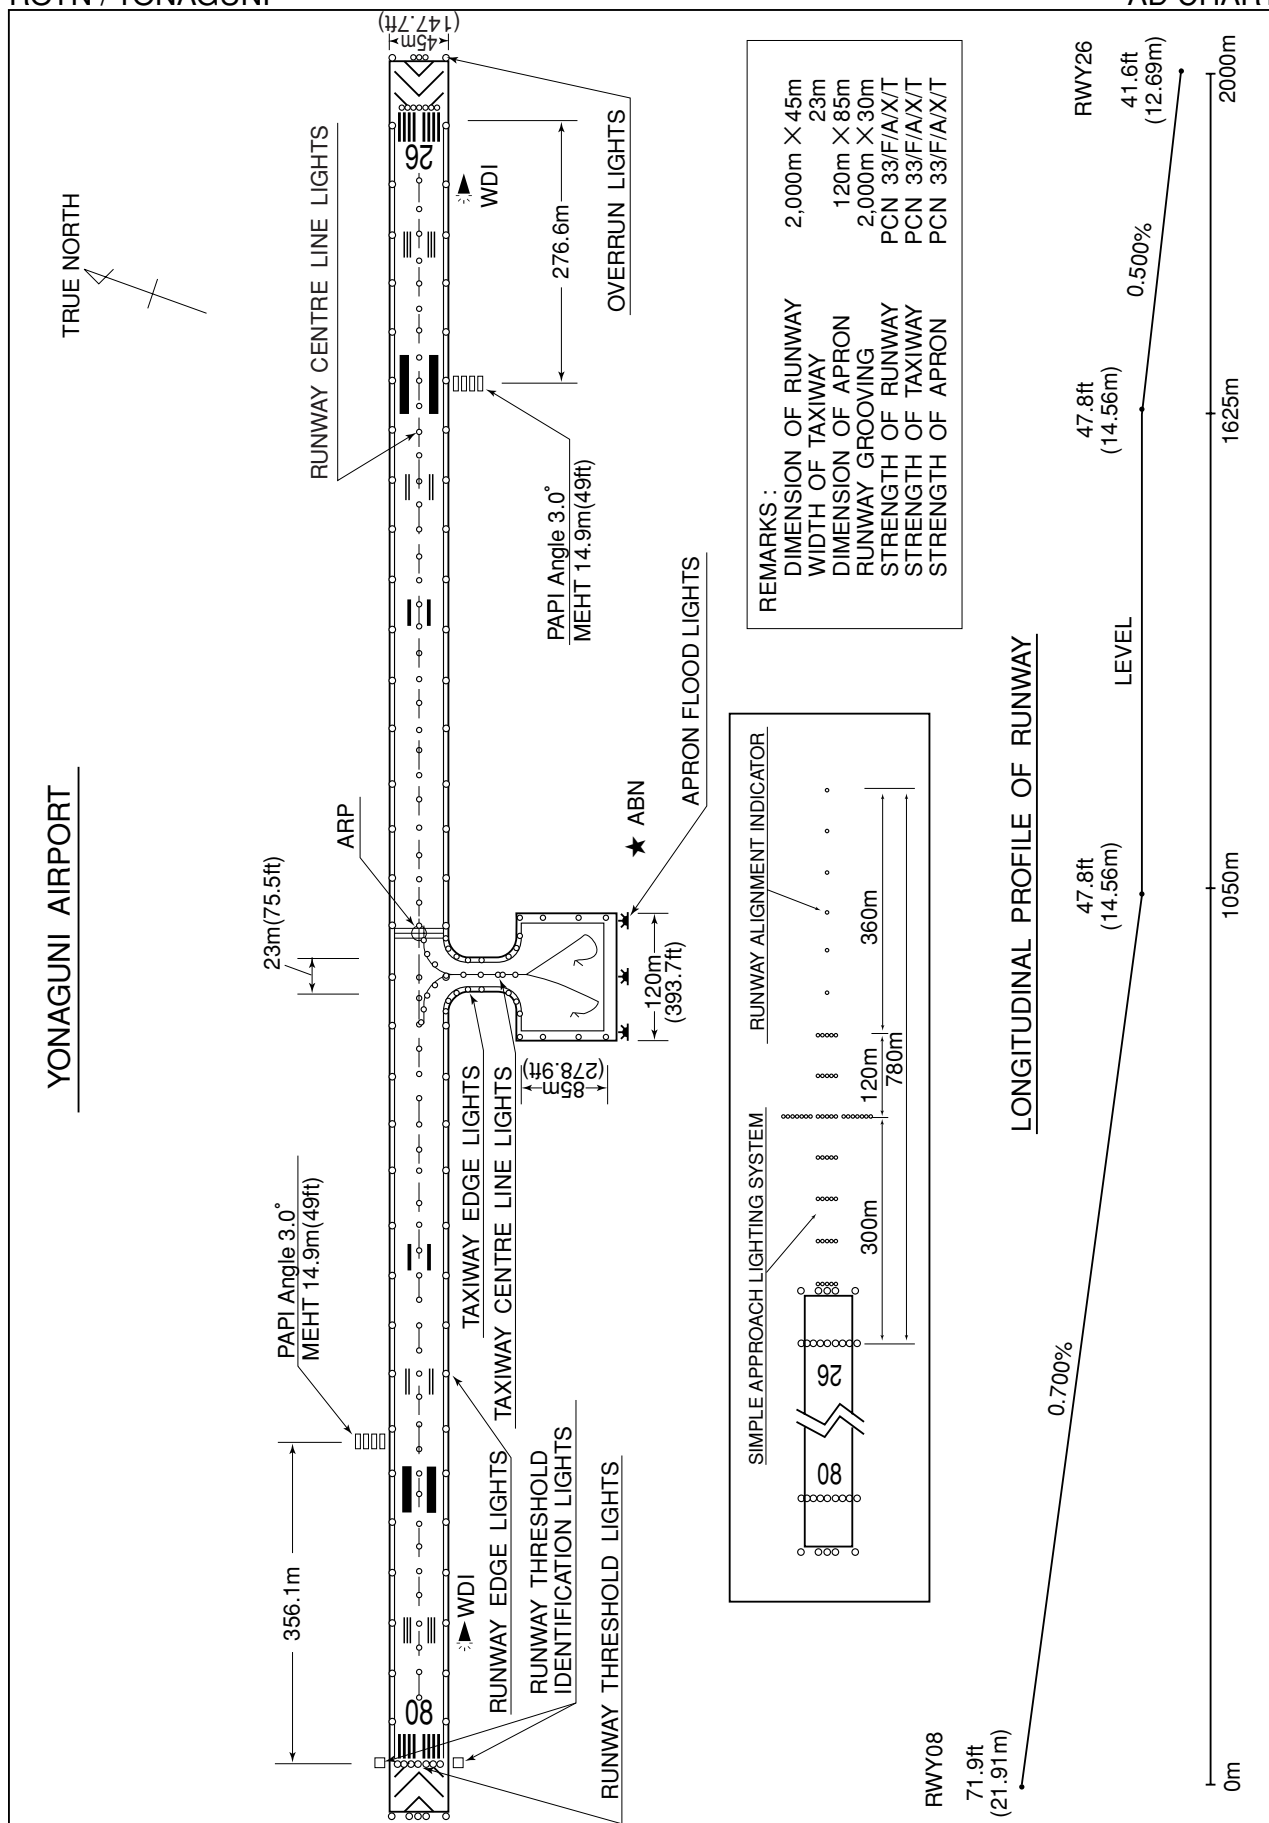 ROYN / YONAGUNI
AD CHART
YONAGUNI AIRPORT
TRUE NORTH
45m
(147.7ft)
RUNWAY CENTRE LINE LIGHTS
26
WDI
OVERRUN LIGHTS
276.6m
PAPI Angle 3.0°
MEHT 14.9m(49ft)
ARP
23m(75.5ft)
APRON FLOOD LIGHTS
ABN
120m
(393.7ft)
85m
(278.9ft)
TAXIWAY EDGE LIGHTS
TAXIWAY CENTRE LINE LIGHTS
PAPI Angle 3.0°
MEHT 14.9m(49ft)
356.1m
08
WDI
RUNWAY EDGE LIGHTS
RUNWAY THRESHOLD
IDENTIFICATION LIGHTS
RUNWAY THRESHOLD LIGHTS
REMARKS :
DIMENSION OF RUNWAY 2,000m × 45m
WIDTH OF TAXIWAY 23m
DIMENSION OF APRON 120m × 85m
RUNWAY GROOVING 2,000m × 30m
STRENGTH OF RUNWAY PCN 33/F/A/X/T
STRENGTH OF TAXIWAY PCN 33/F/A/X/T
STRENGTH OF APRON PCN 33/F/A/X/T
SIMPLE APPROACH LIGHTING SYSTEM
RUNWAY ALIGNMENT INDICATOR
08
26
300m
120m
360m
780m
LONGITUDINAL PROFILE OF RUNWAY
RWY08
71.9ft
(21.91m)
0.700%
47.8ft
(14.56m)
LEVEL
47.8ft
(14.56m)
0.500%
RWY26
41.6ft
(12.69m)
0m
1050m
1625m
2000m